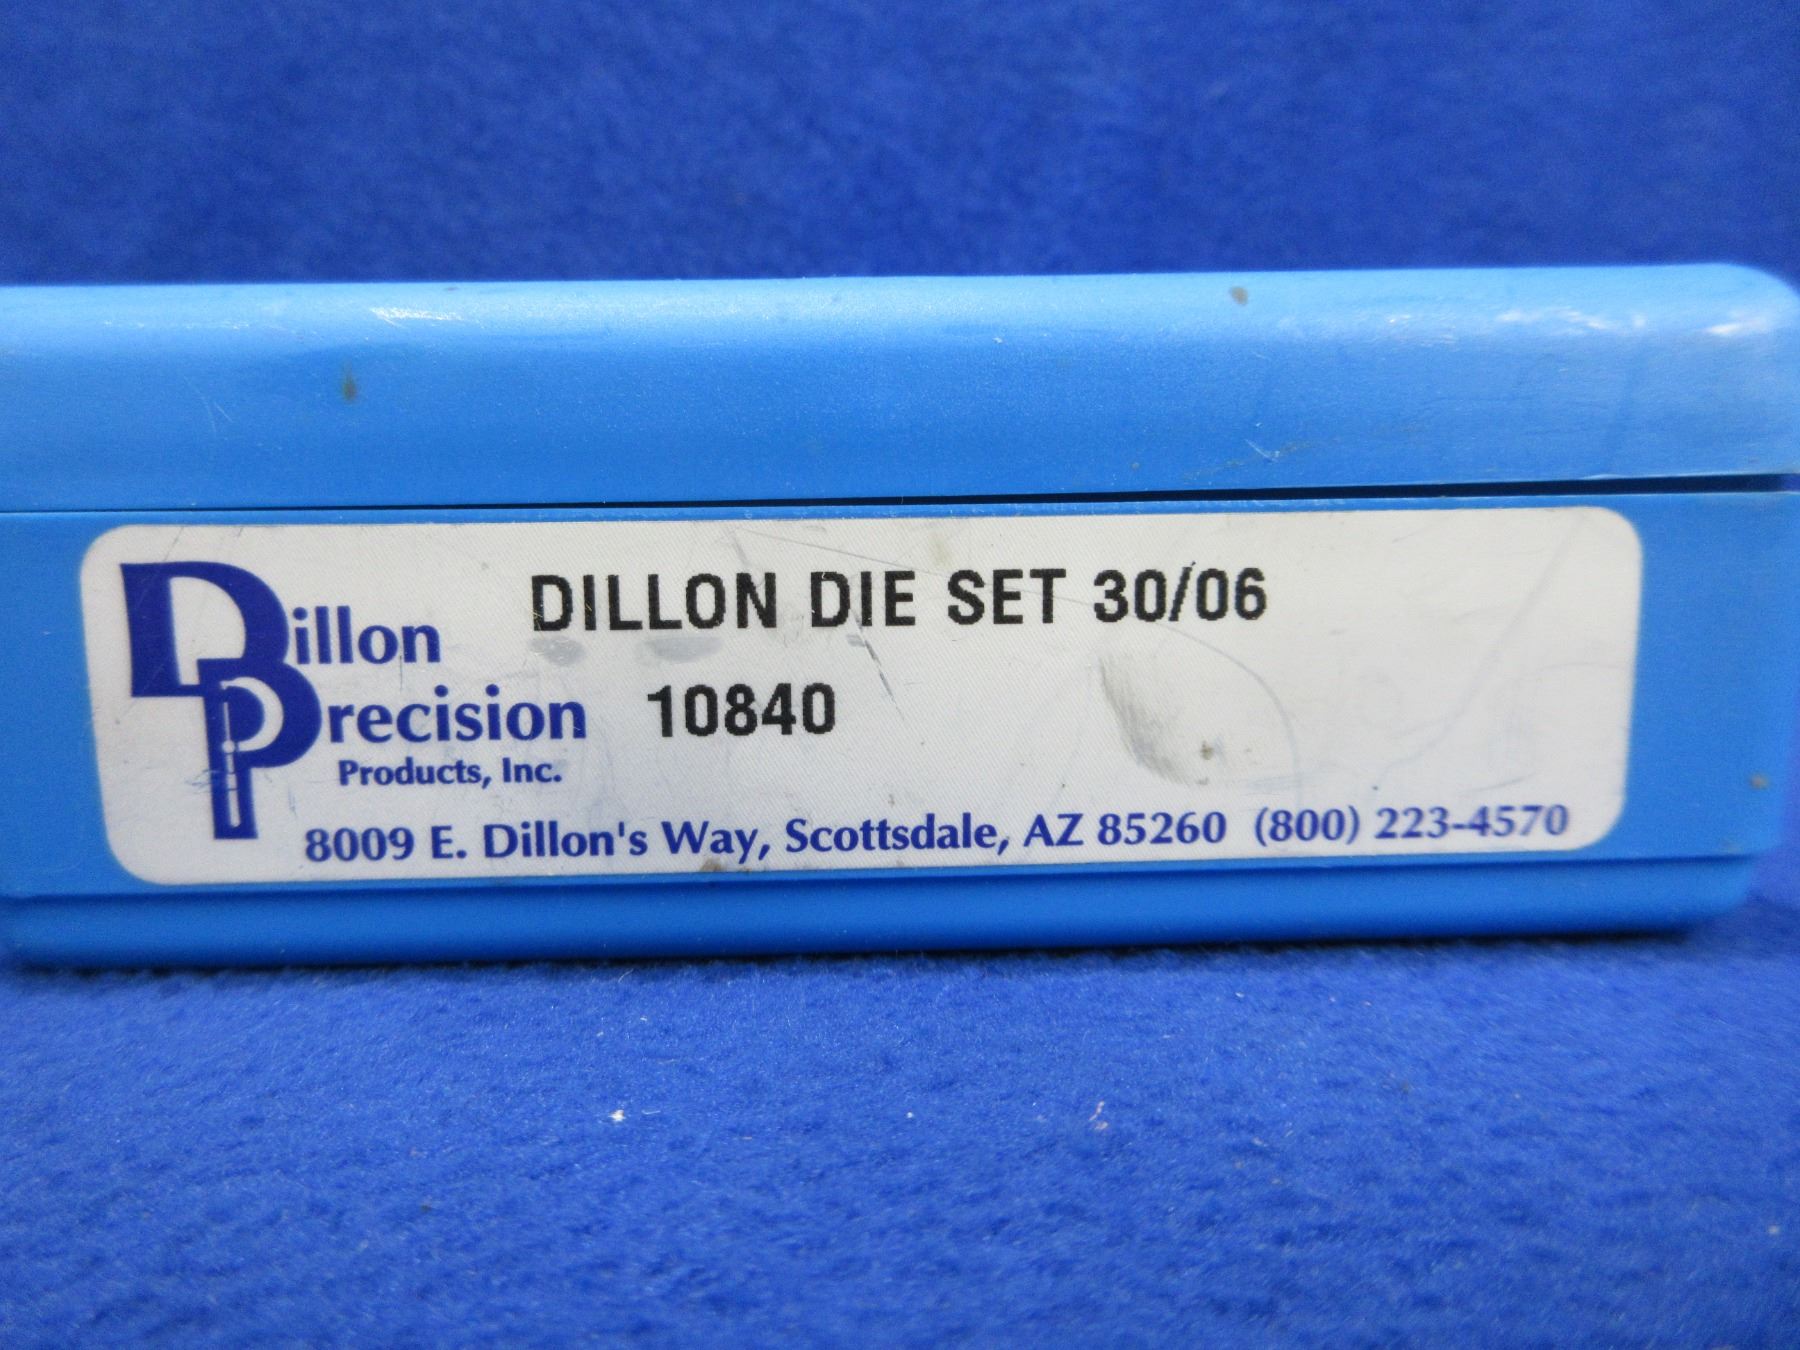 DILLON DIE SET 30/06
Dillon
Precision 10840
Products, Inc.
8009 E. Dillon's Way, Scottsdale, AZ 85260 (800) 223-4570